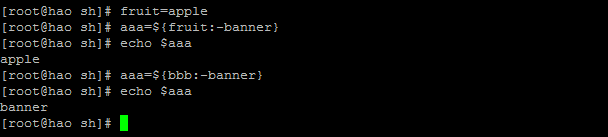 [root@hao sh]# fruit=apple
[root@hao sh]# aaa=${fruit:-banner}
[root@hao sh]# echo $aaa
apple
[root@hao sh]# aaa=${bbb:-banner}
[root@hao sh]# echo $aaa
banner
[root@hao sh]#